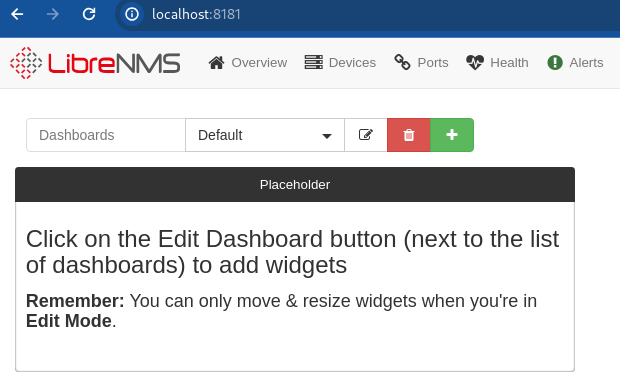 localhost:8181
LibreNMS Overview Devices Ports Health Alerts
Dashboards Default
Placeholder
Click on the Edit Dashboard button (next to the list
of dashboards) to add widgets
Remember: You can only move & resize widgets when you're in
Edit Mode.